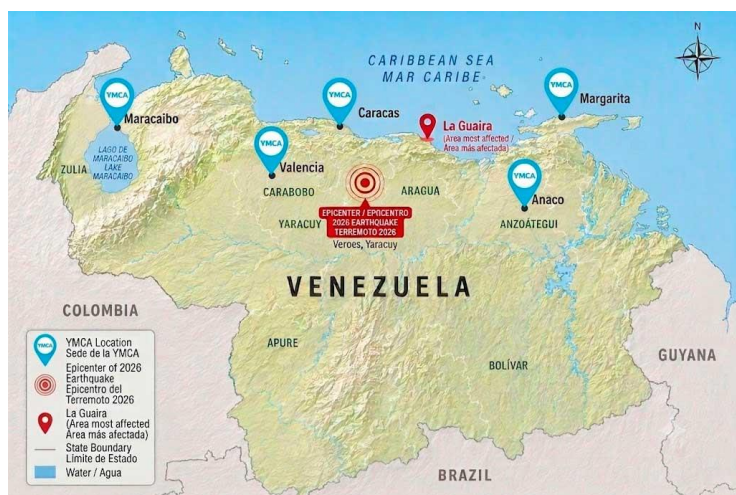 N
CARIBBEAN SEA
MAR CARIBE
YMCA
Maracaibo
YMCA
Caracas
YMCA
Margarita
La Guaira
(Area most affected /
Área más afectada)
YMCA
Valencia
YMCA
Anaco
LAGO DE
MARACAIBO
LAKE
MARACAIBO
ZULIA
CARABOBO
ARAGUA
YARACUY
ANZOÁTEGUI
EPICENTER / EPICENTRO
2026 EARTHQUAKE
TERREMOTO 2026
Veroes, Yaracuy
VENEZUELA
COLOMBIA
APURE
BOLÍVAR
GUYANA
BRAZIL
YMCA
YMCA Location
Sede de la YMCA
Epicenter of 2026
Earthquake
Epicentro del
Terremoto 2026
La Guaira
(Area most affected)
Área más afectada)
State Boundary
Limite de Estado
Water / Agua